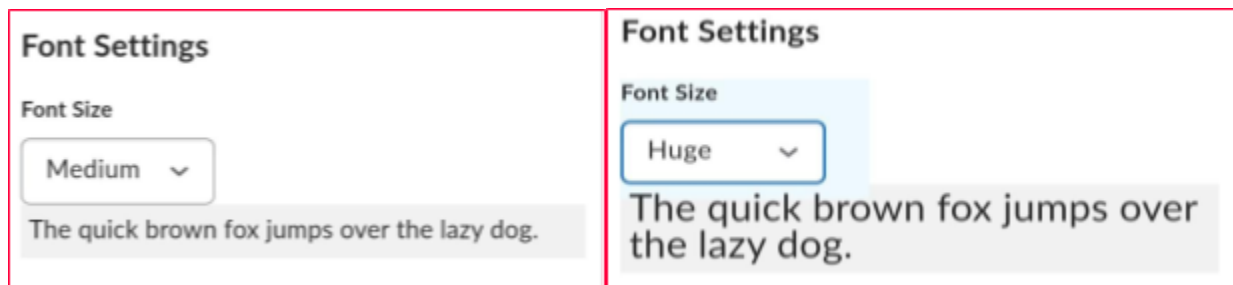 Font Settings
Font Size
Medium
The quick brown fox jumps over the lazy dog.
Font Settings
Font Size
Huge
The quick brown fox jumps over
the lazy dog.